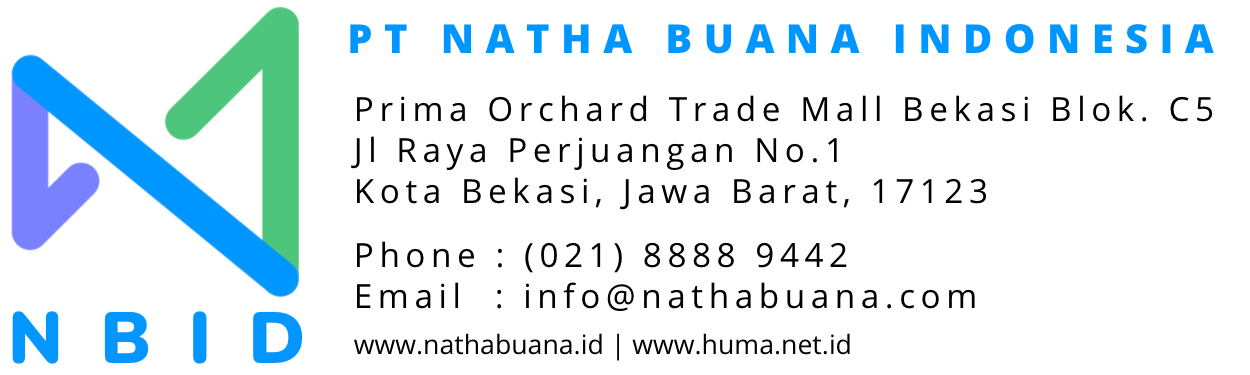 PT NATHA BUANA INDONESIA
Prima Orchard Trade Mall Bekasi Blok. C5
Jl Raya Perjuangan No.1
Kota Bekasi, Jawa Barat, 17123
Phone : (021) 8888 9442
Email : info@nathabuana.com
www.nathabuana.id | www.huma.net.id
NBID